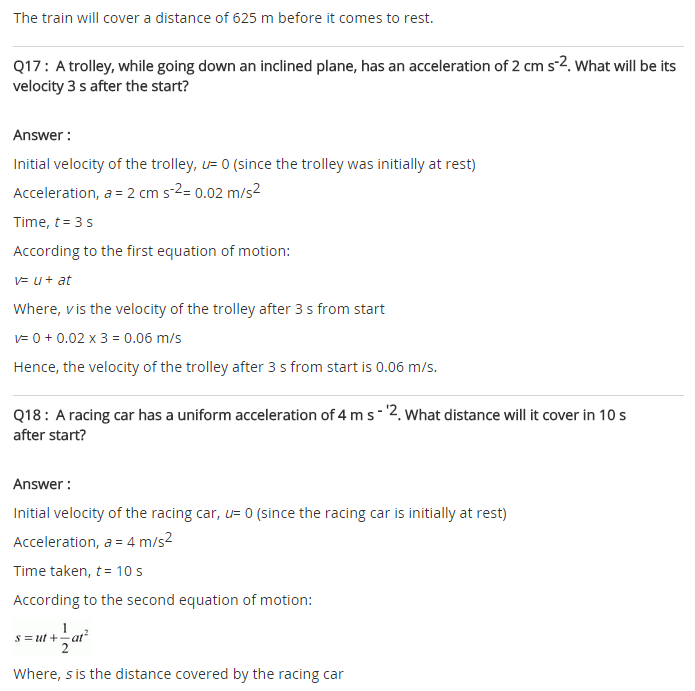 The train will cover a distance of 625 m before it comes to rest.
Q17 : A trolley, while going down an inclined plane, has an acceleration of 2 cm s⁻². What will be its
velocity 3 s after the start?
Answer :
Initial velocity of the trolley, u= 0 (since the trolley was initially at rest)
Acceleration, a = 2 cm s⁻²= 0.02 m/s²
Time, t = 3 s
According to the first equation of motion:
v= u + at
Where, v is the velocity of the trolley after 3 s from start
v= 0 + 0.02 x 3 = 0.06 m/s
Hence, the velocity of the trolley after 3 s from start is 0.06 m/s.
Q18 : A racing car has a uniform acceleration of 4 m s - '2. What distance will it cover in 10 s
after start?
Answer :
Initial velocity of the racing car, u= 0 (since the racing car is initially at rest)
Acceleration, a = 4 m/s²
Time taken, t = 10 s
According to the second equation of motion:
s = ut + 1/2 at²
Where, s is the distance covered by the racing car